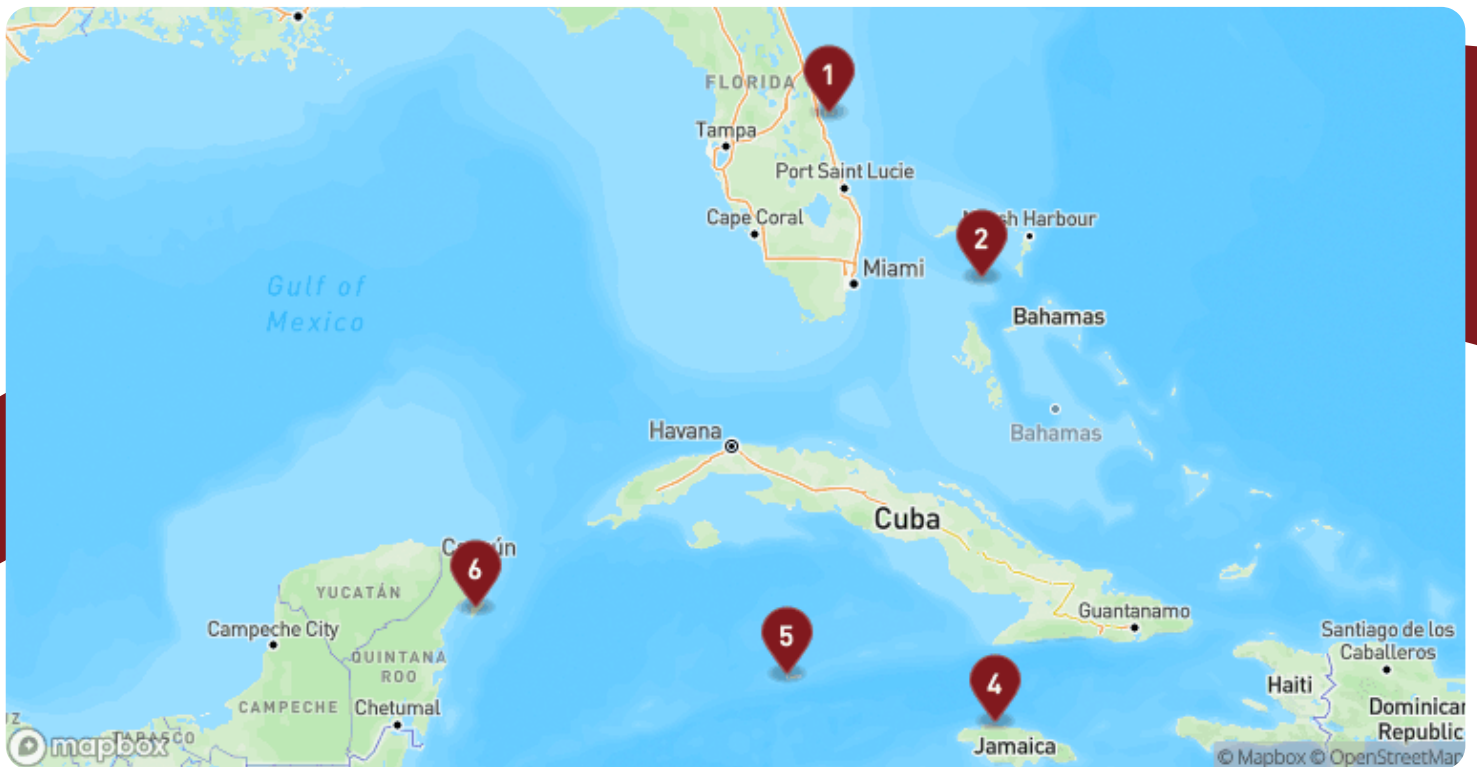 FLORIDA
1
Tampa
Port Saint Lucie
Cape Coral
sh Harbour
2
Miami
Gulf of
Mexico
Bahamas
Havana
Bahamas
Cuba
6
YUCATÁN
Campeche City
QUINTANA
ROO
CAMPECHE
Chetumal
5
Guantanamo
4
Jamaica
Santiago de los
Caballeros
Haiti
Dominican
Republic
mapbox
© Mapbox © OpenStreetMap